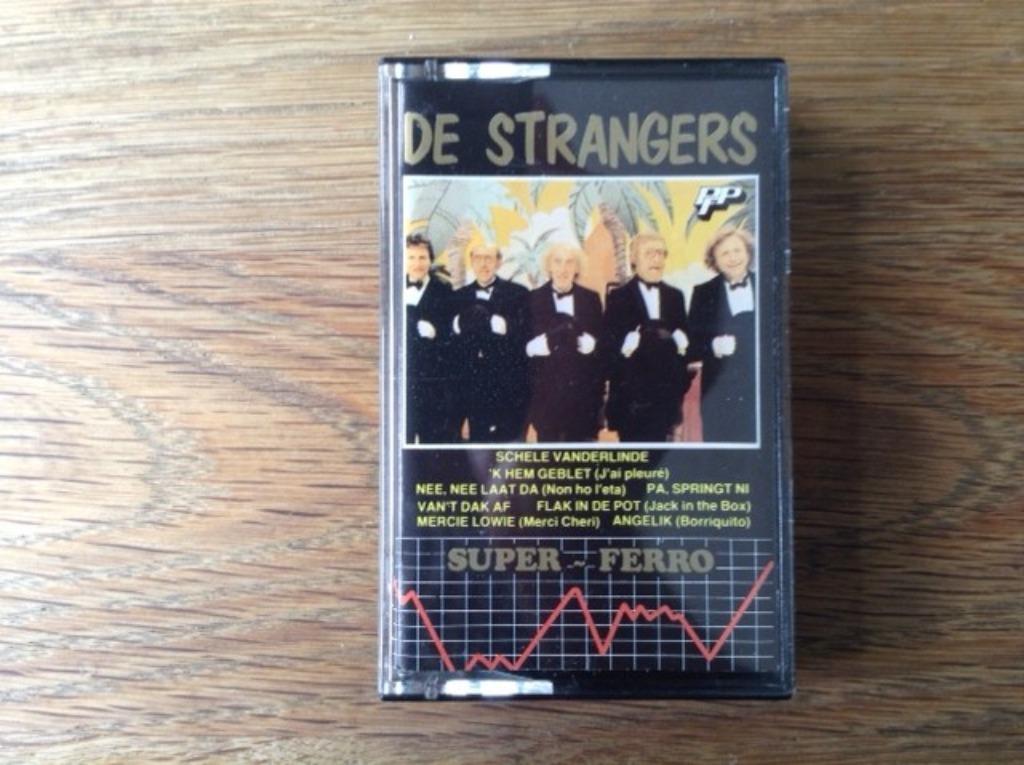 DE STRANGERS
PP
SCHELE VANDERLINDE
'K HEM GEBLET (J'ai pleuré)
NEE, NEE LAAT DA (Non ho l'eta) PA, SPRINGT NI
VAN'T DAK AF FLAK IN DE POT (Jack in the Box)
MERCIE LOWIE (Merci Cheri) ANGELIK (Borriquito)
SUPER ~ FERRO